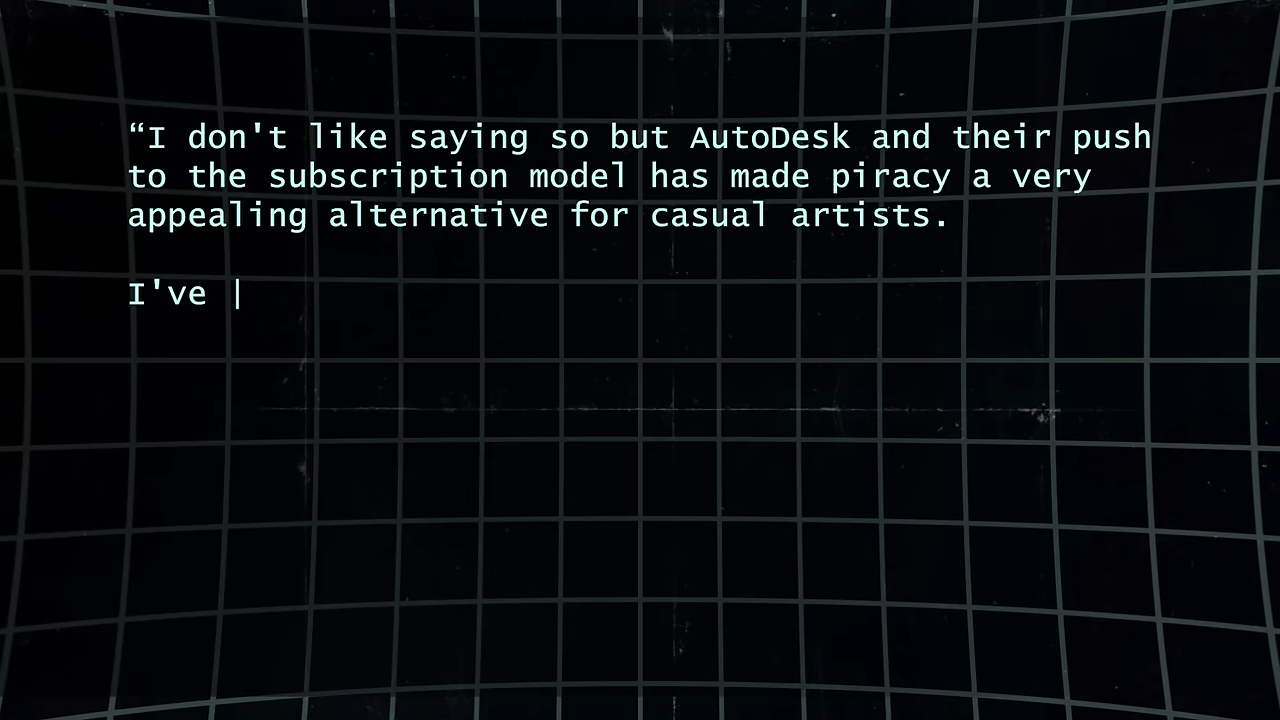 “I don't like saying so but AutoDesk and their push
to the subscription model has made piracy a very
appealing alternative for casual artists.
I've |